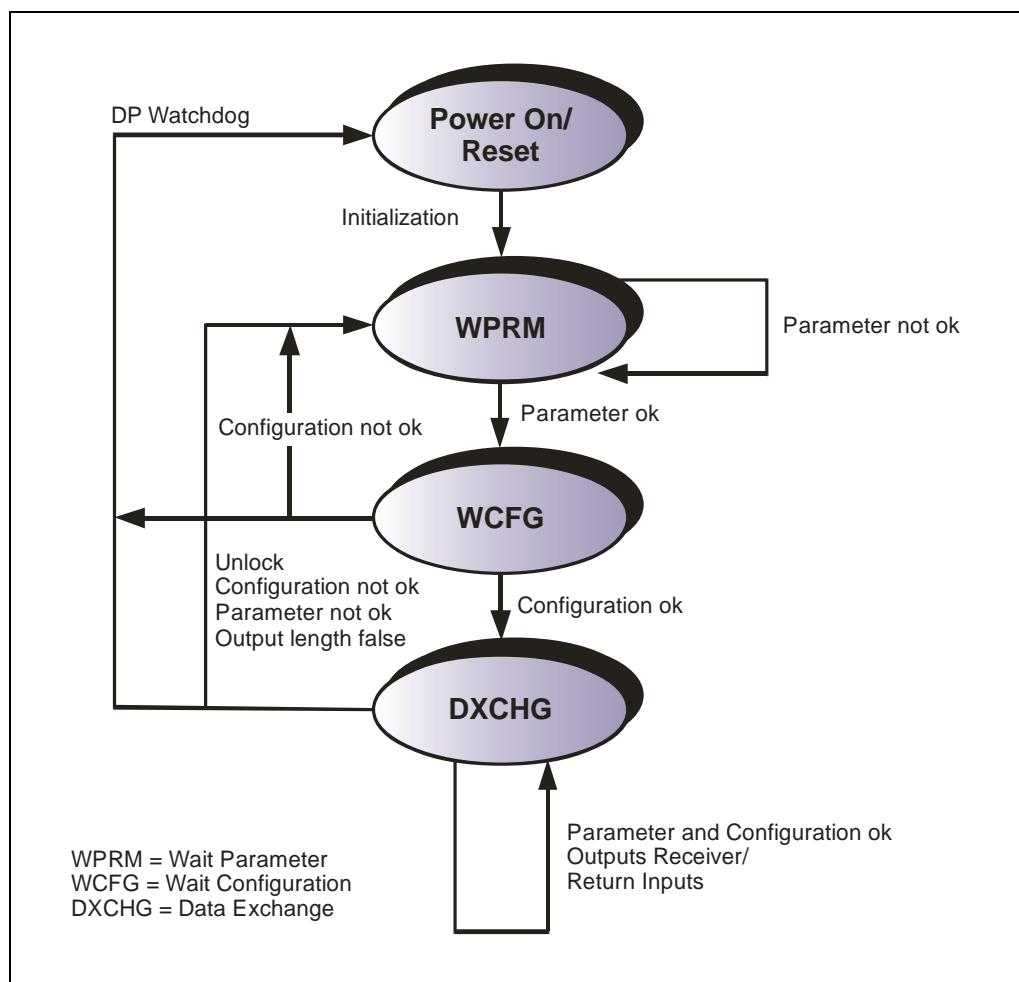 DP Watchdog
Power On/
Reset
Initialization
WPRM
Parameter not ok
Parameter ok
Configuration not ok
WCFG
Unlock
Configuration not ok
Parameter not ok
Output length false
Configuration ok
DXCHG
Parameter and Configuration ok
Outputs Receiver/
Return Inputs
WPRM = Wait Parameter
WCFG = Wait Configuration
DXCHG = Data Exchange